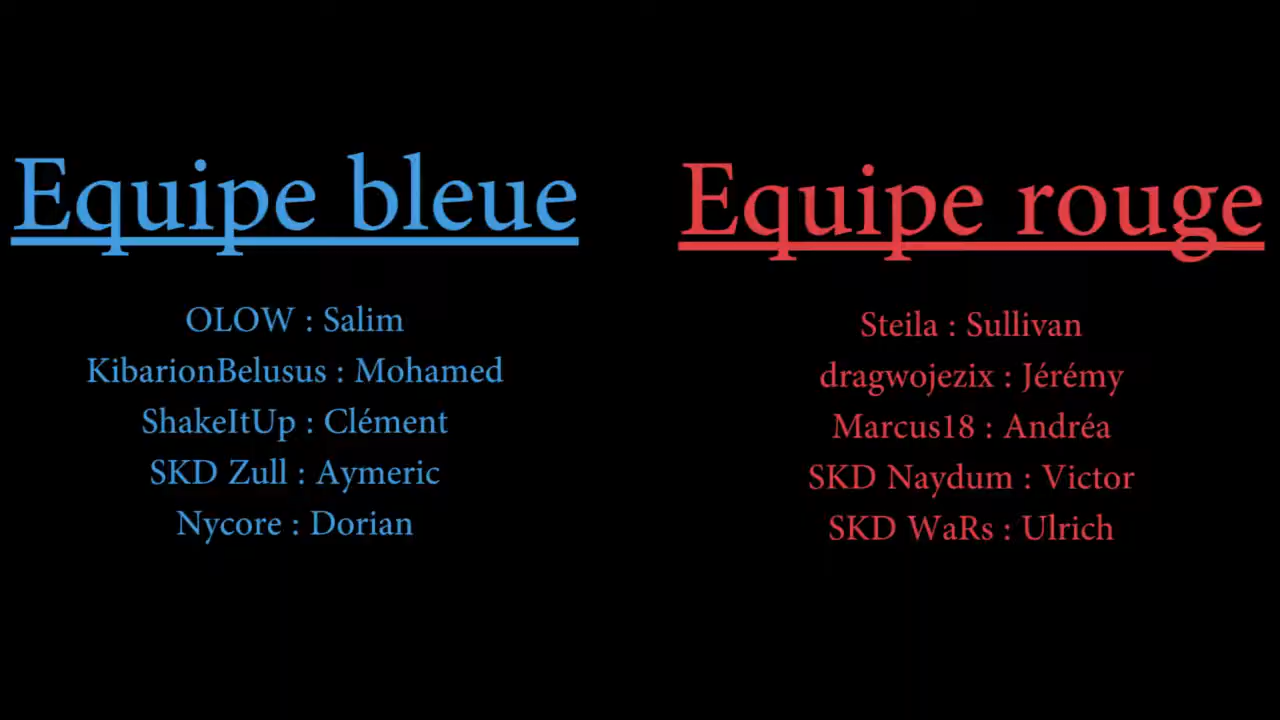 Equipe bleue
OLOW : Salim
KibarionBelusus : Mohamed
ShakeItUp : Clément
SKD Zull : Aymeric
Nycore : Dorian
Equipe rouge
Steila : Sullivan
dragwojezix : Jérémy
Marcus18 : Andréa
SKD Naydum : Victor
SKD WaRs : Ulrich